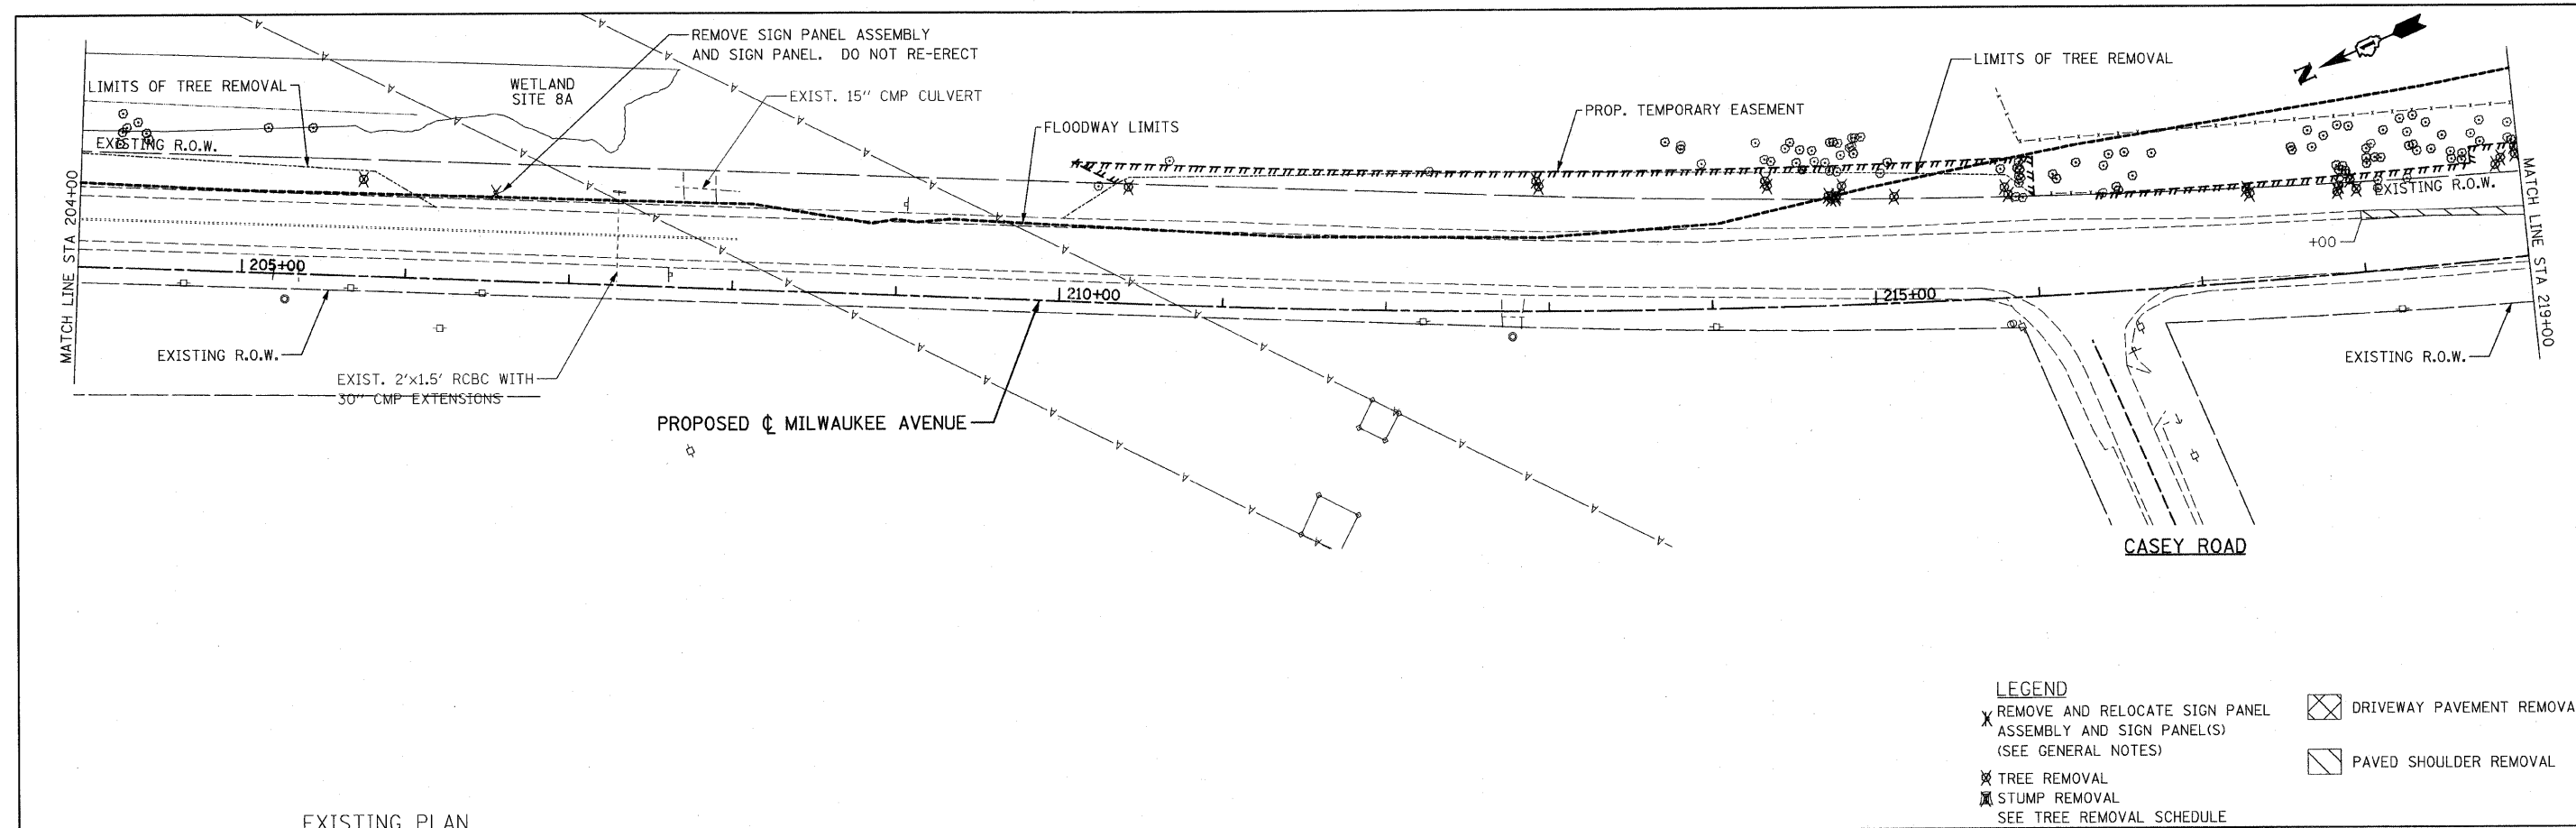 REMOVE SIGN PANEL ASSEMBLY
AND SIGN PANEL. DO NOT RE-ERECT
LIMITS OF TREE REMOVAL
WETLAND
SITE 8A
EXIST. 15" CMP CULVERT
FLOODWAY LIMITS
PROP. TEMPORARY EASEMENT
LIMITS OF TREE REMOVAL
N
EXISTING R.O.W.
EXISTING R.O.W.
MATCH LINE STA 204+00
205+00
210+00
215+00
+00
MATCH LINE STA 219+00
EXISTING R.O.W.
EXISTING R.O.W.
EXIST. 2'x1.5' RCBC WITH
30" CMP EXTENSIONS
PROPOSED ℄ MILWAUKEE AVENUE
CASEY ROAD
LEGEND
REMOVE AND RELOCATE SIGN PANEL
ASSEMBLY AND SIGN PANEL(S)
(SEE GENERAL NOTES)
TREE REMOVAL
STUMP REMOVAL
SEE TREE REMOVAL SCHEDULE
DRIVEWAY PAVEMENT REMOVA
PAVED SHOULDER REMOVAL
EXISTING PLAN